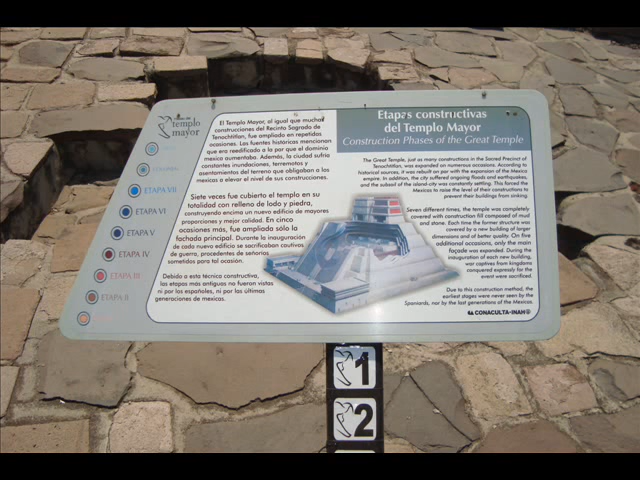 templo
mayor
COLONIA
ETAPA VII
ETAPA VI
ETAPA V
ETAPA IV
ETAPA III
ETAPA II
El Templo Mayor, al igual que muchas
construcciones del Recinto Sagrado de
Tenochtitlan, fue ampliado en repetidas
ocasiones. Las fuentes históricas mencionan
que era reedificado a la par que el dominio
mexica aumentaba. Además, la ciudad sufría
constantes inundaciones, terremotos y
asentamientos del terreno que obligaban a los
mexicas a elevar el nivel de sus construcciones.
Siete veces fue cubierto el templo en su
totalidad con relleno de lodo y piedra,
construyendo encima un nuevo edificio de mayores
proporciones y mejor calidad. En cinco
ocasiones más, fue ampliada sólo la
fachada principal. Durante la inauguración
de cada nuevo edificio se sacrificaban cautivos
de guerra, procedentes de señoríos
sometidos para tal ocasión.
Debido a esta técnica constructiva,
las etapas más antiguas no fueron vistas
ni por los españoles, ni por las últimas
generaciones de mexicas.
Etapas constructivas
del Templo Mayor
Construction Phases of the Great Temple
The Great Temple, just as many constructions in the Sacred Precinct of
Tenochtitlan, was expanded on numerous occasions. According to
historical sources, it was rebuilt on par with the expansion of the Mexica
empire. In addition, the city suffered ongoing floods and earthquakes,
and the subsoil of the island-city was constantly settling. This forced the
Mexicas to raise the level of their constructions to
prevent their buildings from sinking.
Seven different times, the temple was completely
covered with construction fill composed of mud
and stone. Each time the former structure was
covered by a new building of larger
dimensions and of better quality. On five
additional occasions, only the main
façade was expanded. During the
inauguration of each new building,
war captives from kingdoms
conquered expressly for the
event were sacrificed.
Due to this construction method, the
earliest stages were never seen by the
Spaniards, nor by the last generations of the Mexicas.
CONACULTA-INAH
1
2